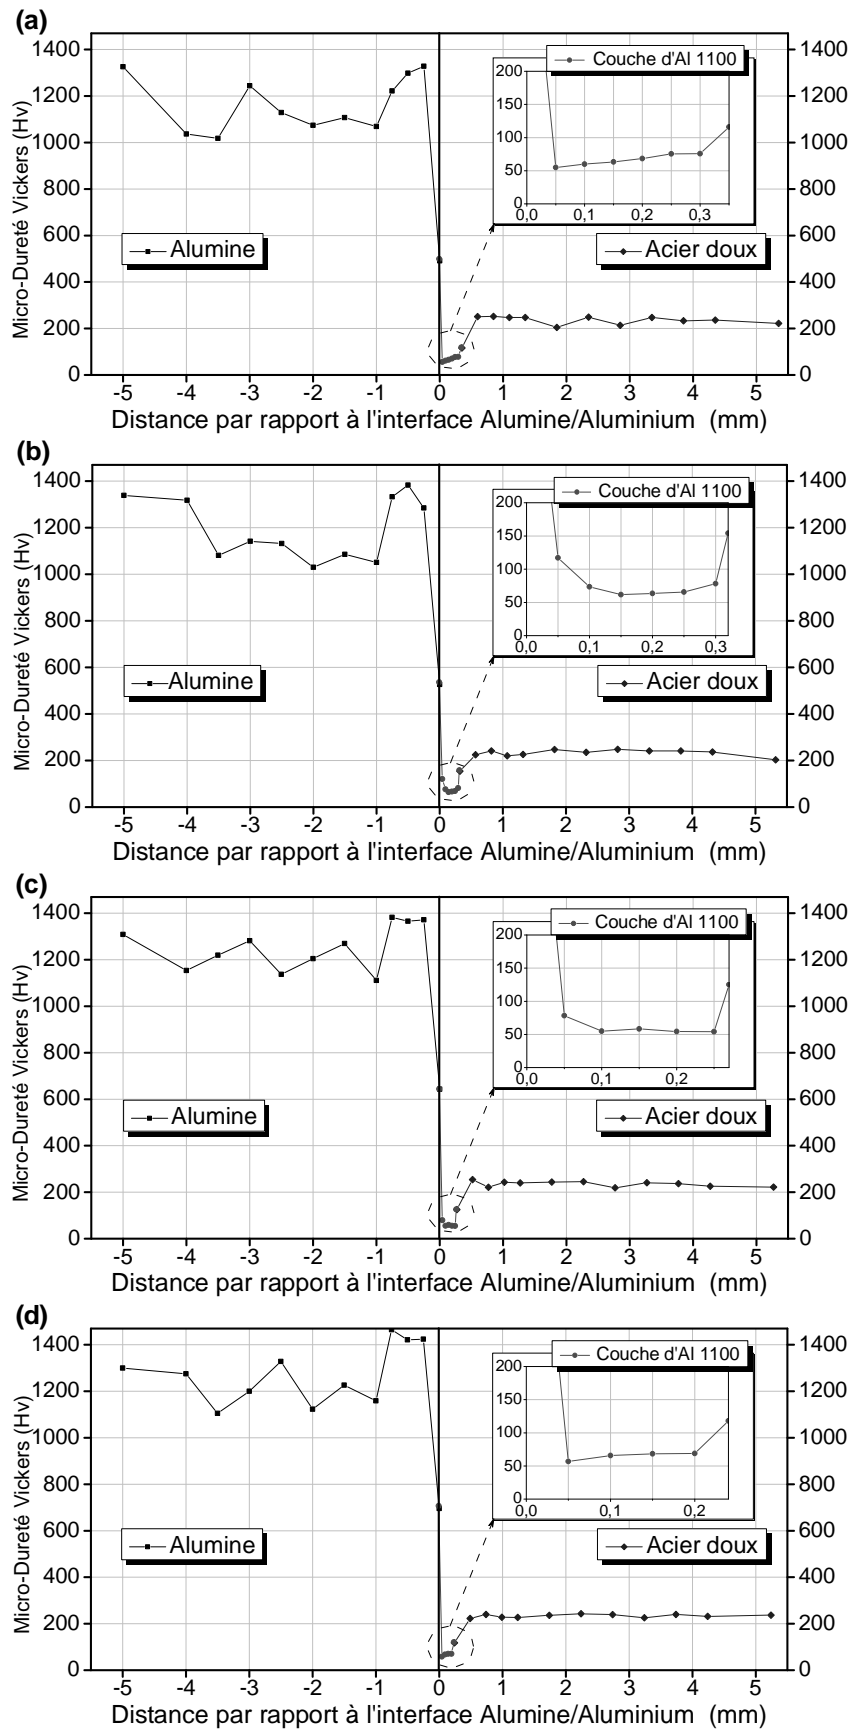 (a)
Micro-Dureté Vickers (Hv)
1400
1200
1000
800
600
400
200
0
Couche d'Al 1100
200
150
100
50
0
0,0 0,1 0,2 0,3
Alumine
Acier doux
1400
1200
1000
800
600
400
200
0
-5 -4 -3 -2 -1 0 1 2 3 4 5
Distance par rapport à l'interface Alumine/Aluminium (mm)
(b)
Micro-Dureté Vickers (Hv)
1400
1200
1000
800
600
400
200
0
Couche d'Al 1100
200
150
100
50
0
0,0 0,1 0,2 0,3
Alumine
Acier doux
1400
1200
1000
800
600
400
200
0
-5 -4 -3 -2 -1 0 1 2 3 4 5
Distance par rapport à l'interface Alumine/Aluminium (mm)
(c)
Micro-Dureté Vickers (Hv)
1400
1200
1000
800
600
400
200
0
Couche d'Al 1100
200
150
100
50
0
0,0 0,1 0,2
Alumine
Acier doux
1400
1200
1000
800
600
400
200
0
-5 -4 -3 -2 -1 0 1 2 3 4 5
Distance par rapport à l'interface Alumine/Aluminium (mm)
(d)
Micro-Dureté Vickers (Hv)
1400
1200
1000
800
600
400
200
0
Couche d'Al 1100
200
150
100
50
0
0,0 0,1 0,2
Alumine
Acier doux
1400
1200
1000
800
600
400
200
0
-5 -4 -3 -2 -1 0 1 2 3 4 5
Distance par rapport à l'interface Alumine/Aluminium (mm)